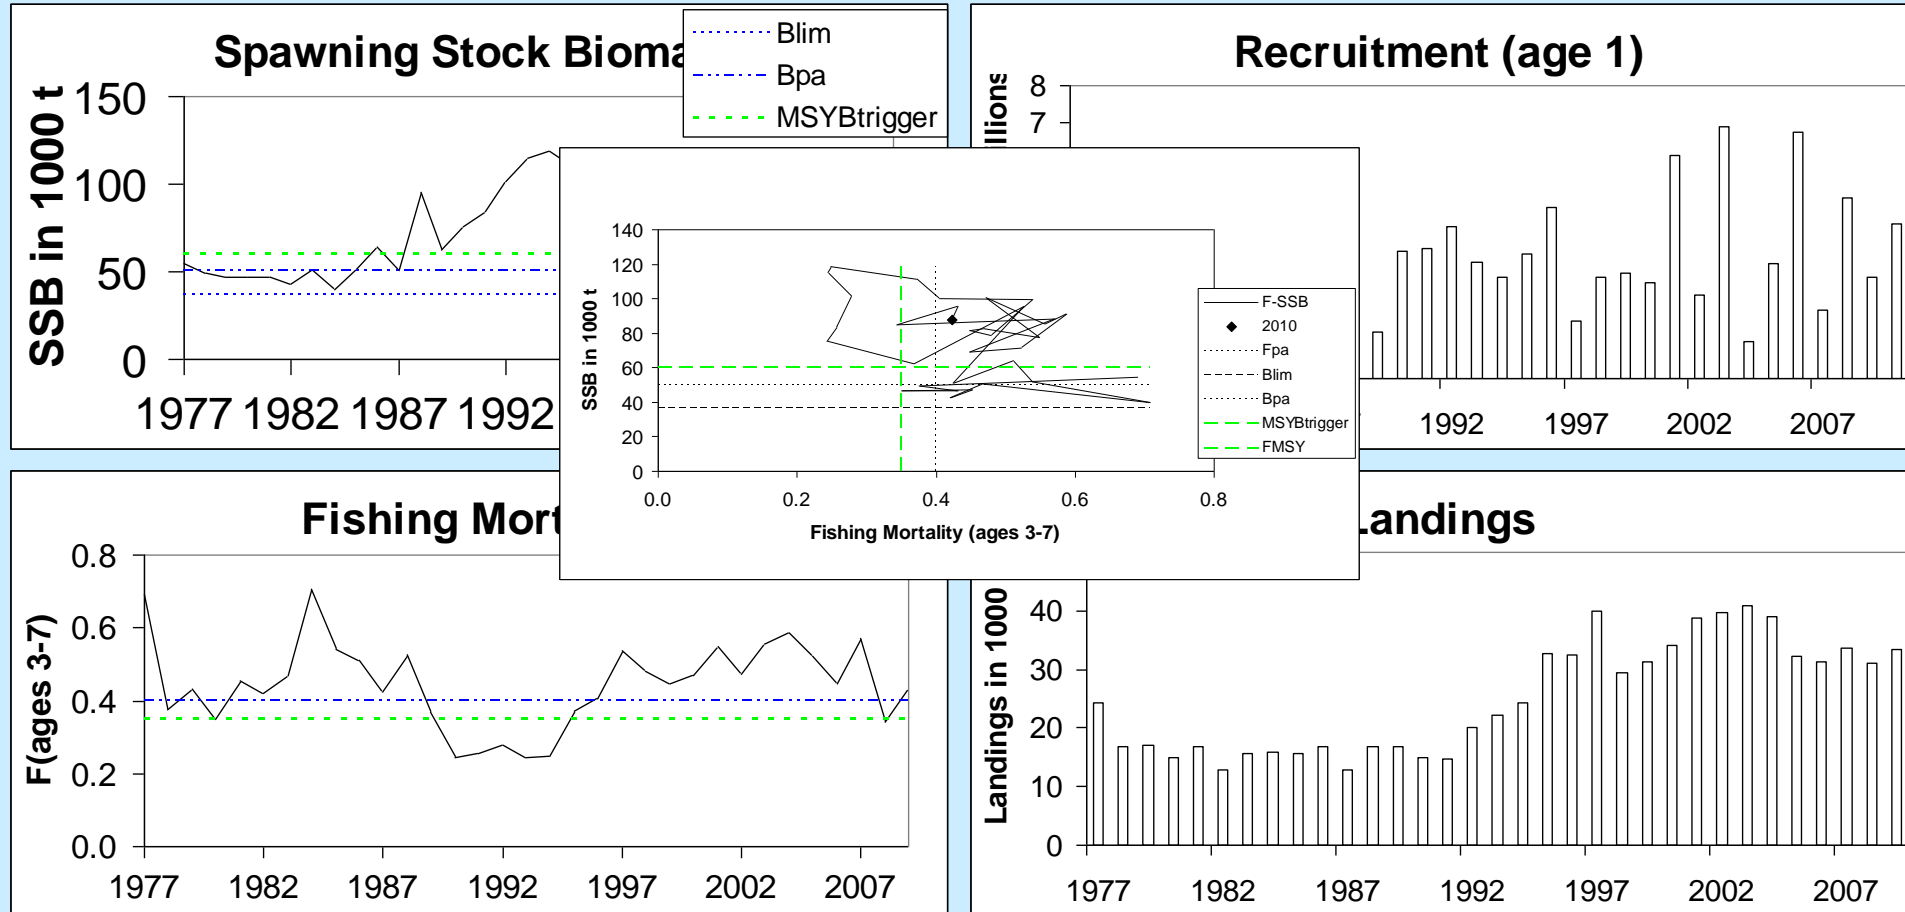 Spawning Stock Bioma
Blim
Bpa
MSYBtrigger
SSB in 1000 t
150
100
50
0
1977 1982 1987 1992
Recruitment (age 1)
illions
8
7
1992 1997 2002 2007
SSB in 1000 t
140
120
100
80
60
40
20
0
0.0 0.2 0.4 0.6 0.8
Fishing Mortality (ages 3-7)
F-SSB
2010
Fpa
Blim
Bpa
MSYBtrigger
FMSY
Fishing Mort
F(ages 3-7)
0.8
0.6
0.4
0.2
0.0
1977 1982 1987 1992 1997 2002 2007
Landings
Landings in 1000
40
30
20
10
0
1977 1982 1987 1992 1997 2002 2007